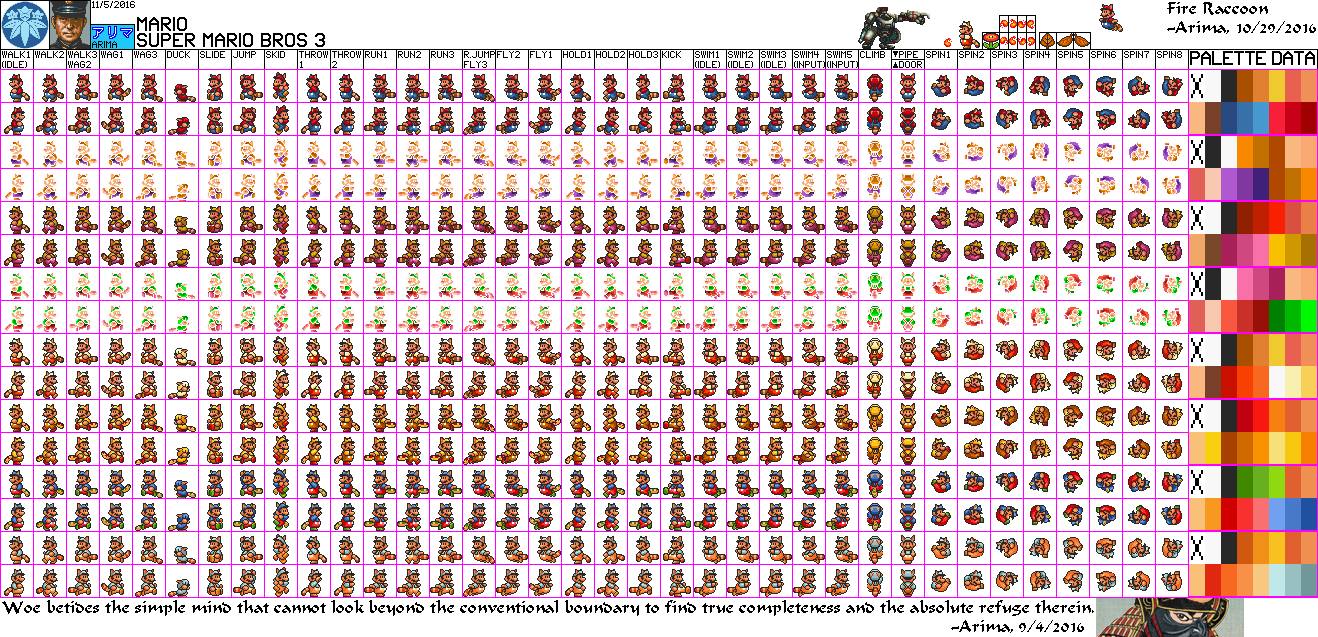 11/5/2016
アリマ
ARIMA
MARIO
SUPER MARIO BROS 3
Fire Raccoon
-Arima, 10/29/2016
WALK1 (IDLE)
WALK2
WALK3 WAG2
WAG1
WAG3
DUCK
SLIDE
JUMP
SKID
THROW 1
THROW 2
RUN1
RUN2
RUN3
R.JUMP FLY3
FLY2
FLY1
HOLD1
HOLD2
HOLD3
KICK
SWIM1 (IDLE)
SWIM2 (IDLE)
SWIM3 (IDLE)
SWIM4 (INPUT)
SWIM5 (INPUT)
CLIMB
▼PIPE
▲DOOR
SPIN1
SPIN2
SPIN3
SPIN4
SPIN5
SPIN6
SPIN7
SPIN8
PALETTE DATA
X
X
X
X
X
X
X
X
Woe betides the simple mind that cannot look beyond the conventional boundary to find true completeness and the absolute refuge therein.
-Arima, 9/4/2016